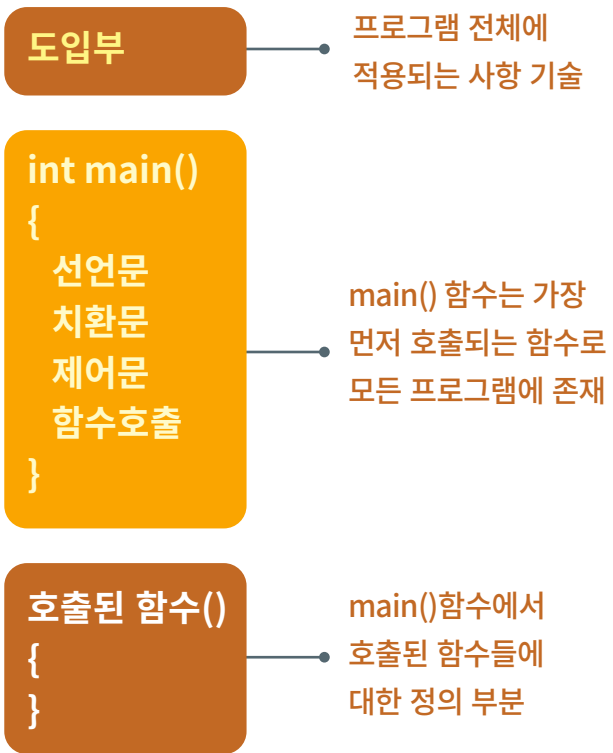 도입부
프로그램 전체에
적용되는 사항 기술
int main()
{
선언문
치환문
제어문
함수호출
}
main() 함수는 가장
먼저 호출되는 함수로
모든 프로그램에 존재
호출된 함수()
{
}
main()함수에서
호출된 함수들에
대한 정의 부분